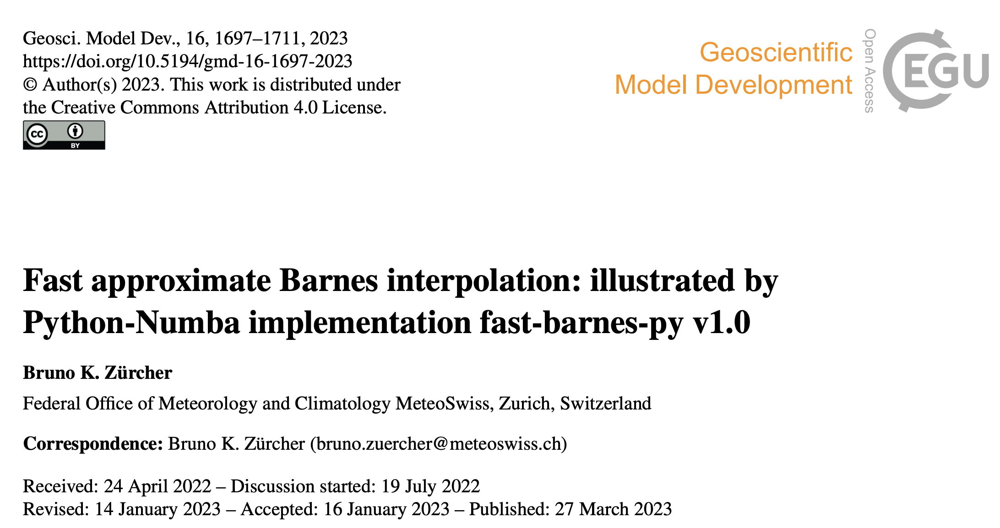 Geosci. Model Dev., 16, 1697–1711, 2023
https://doi.org/10.5194/gmd-16-1697-2023
© Author(s) 2023. This work is distributed under
the Creative Commons Attribution 4.0 License.
cc
BY
Geoscientific
Model Development
Open Access
EGU
Fast approximate Barnes interpolation: illustrated by
Python-Numba implementation fast-barnes-py v1.0
Bruno K. Zürcher
Federal Office of Meteorology and Climatology MeteoSwiss, Zurich, Switzerland
Correspondence: Bruno K. Zürcher (bruno.zuercher@meteoswiss.ch)
Received: 24 April 2022 – Discussion started: 19 July 2022
Revised: 14 January 2023 – Accepted: 16 January 2023 – Published: 27 March 2023